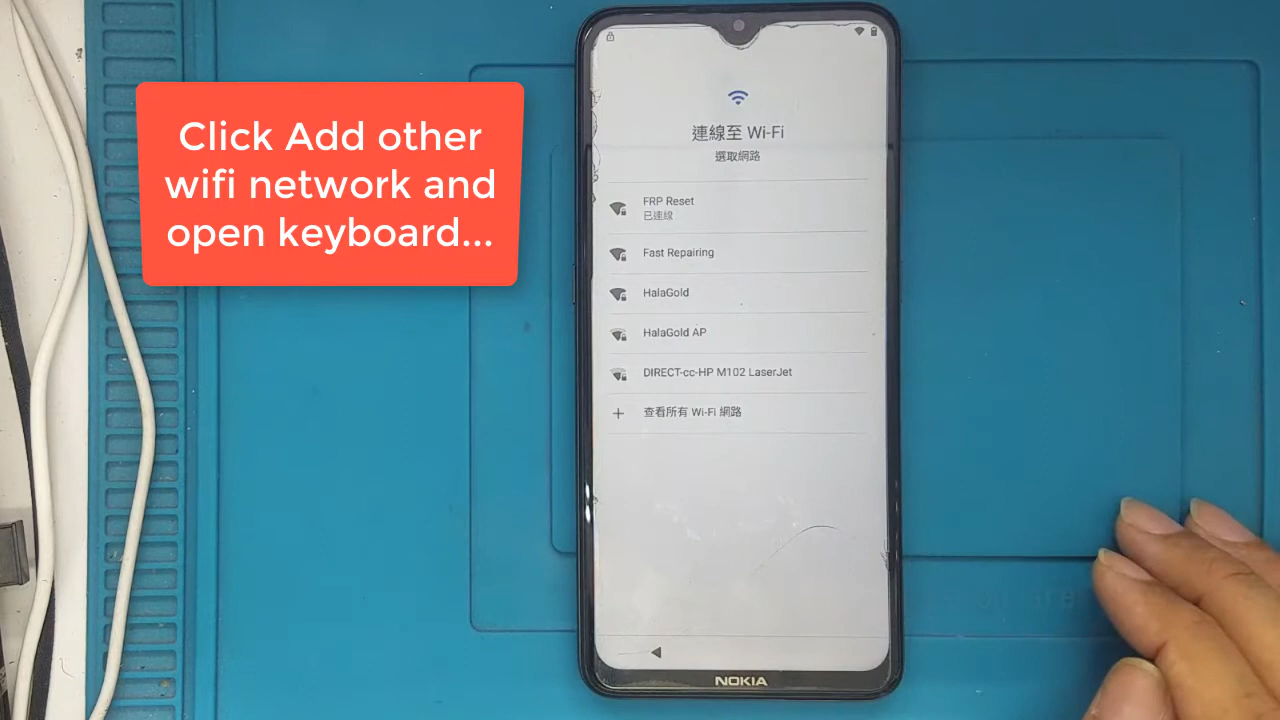 Click Add other
wifi network and
open keyboard...
連線至 Wi-Fi
選取網路
FRP Reset
已連線
Fast Repairing
HalaGold
HalaGold AP
DIRECT-cc-HP M102 LaserJet
查看所有 Wi-Fi 網路
NOKIA